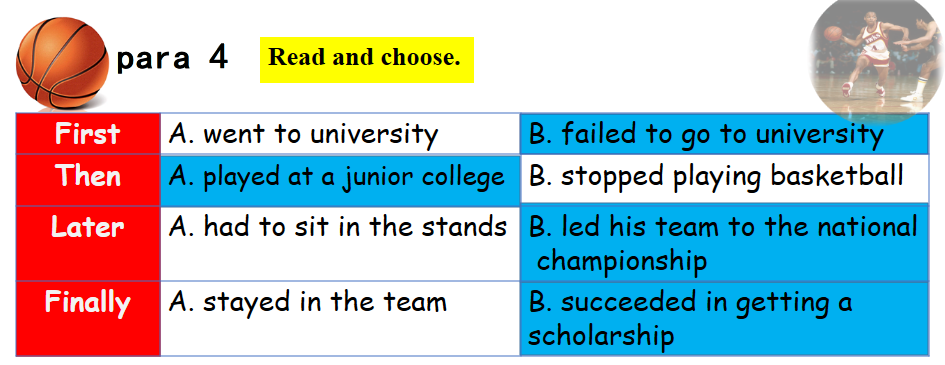 para 4
Read and choose.
First A. went to university B. failed to go to university
Then A. played at a junior college B. stopped playing basketball
Later A. had to sit in the stands B. led his team to the national
championship
Finally A. stayed in the team B. succeeded in getting a
scholarship